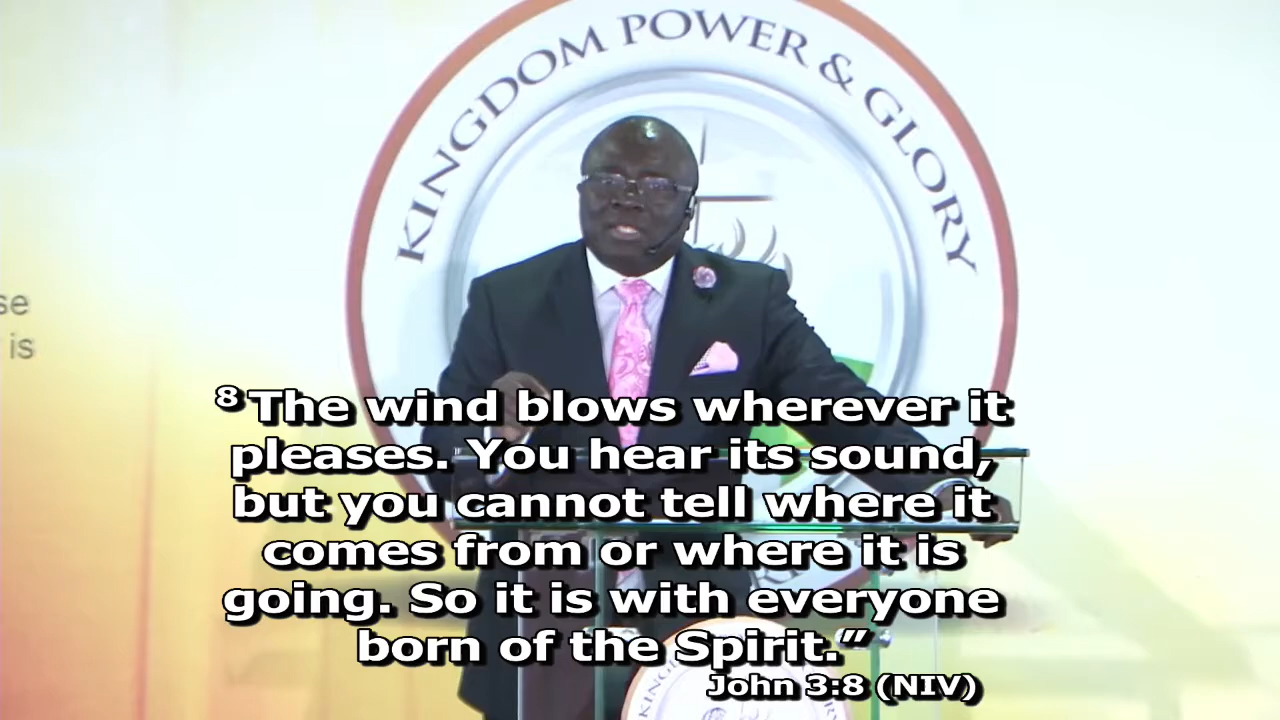 KINGDOM POWER & GLORY
se
is
⁸ The wind blows wherever it
pleases. You hear its sound,
but you cannot tell where it
comes from or where it is
going. So it is with everyone
born of the Spirit.”
John 3:8 (NIV)